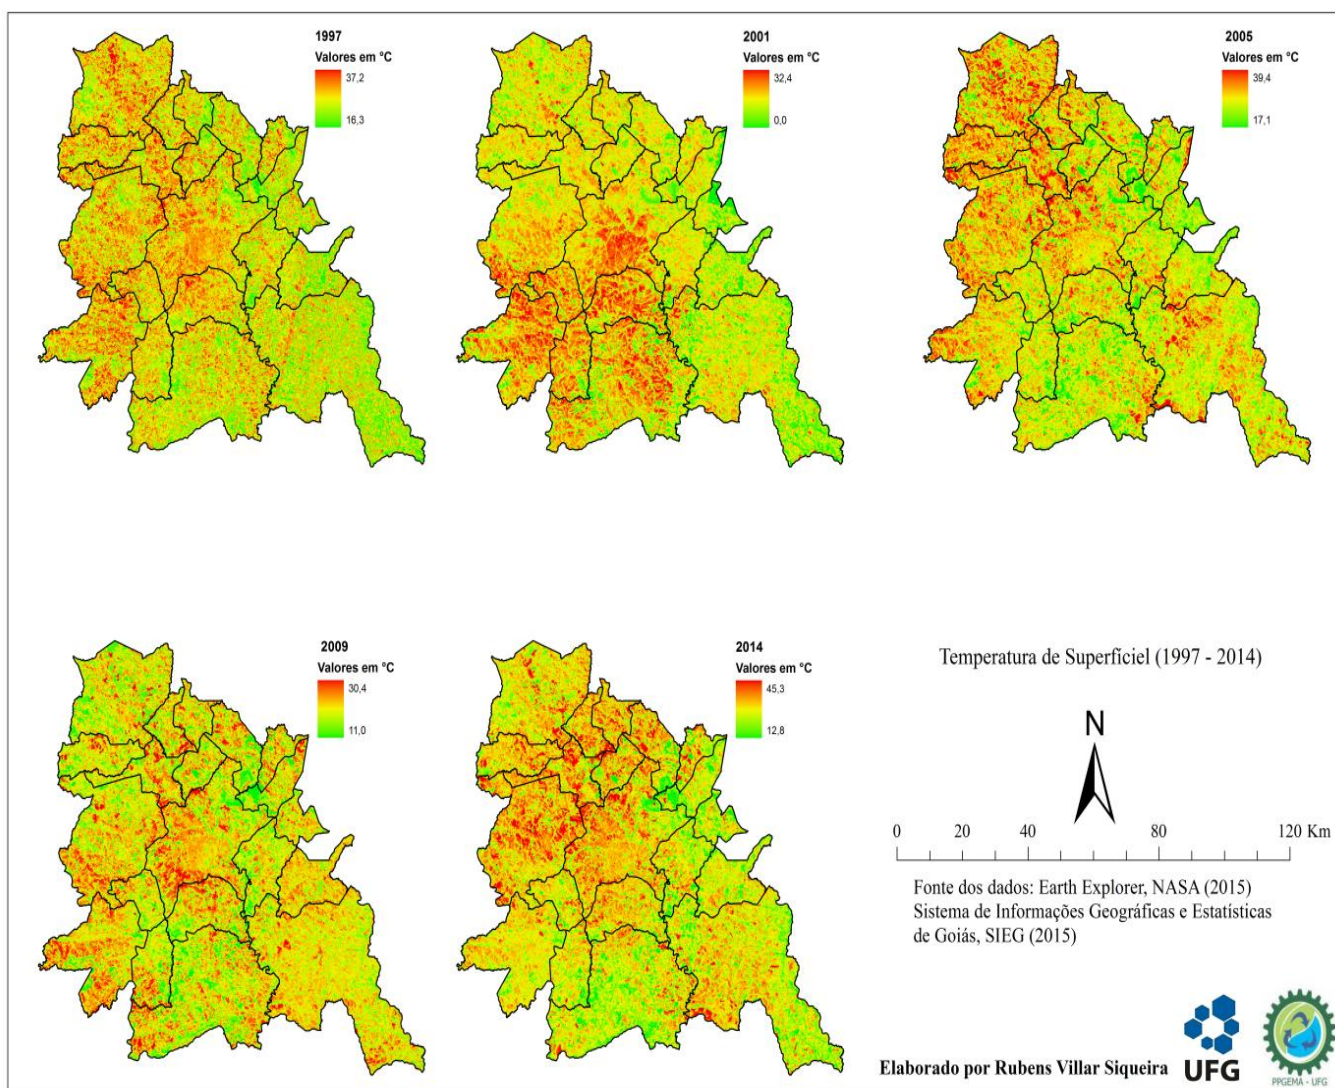 1997
Valores em °C
37,2
16,3
2001
Valores em °C
32,4
0,0
2005
Valores em °C
39,4
17,1
2009
Valores em °C
30,4
11,0
2014
Valores em °C
45,3
12,8
Temperatura de Superfíciel (1997 - 2014)
N
0 20 40 80 120 Km
Fonte dos dados: Earth Explorer, NASA (2015)
Sistema de Informações Geográficas e Estatísticas
de Goiás, SIEG (2015)
Elaborado por Rubens Villar Siqueira
UFG
PPGEMA - UFG